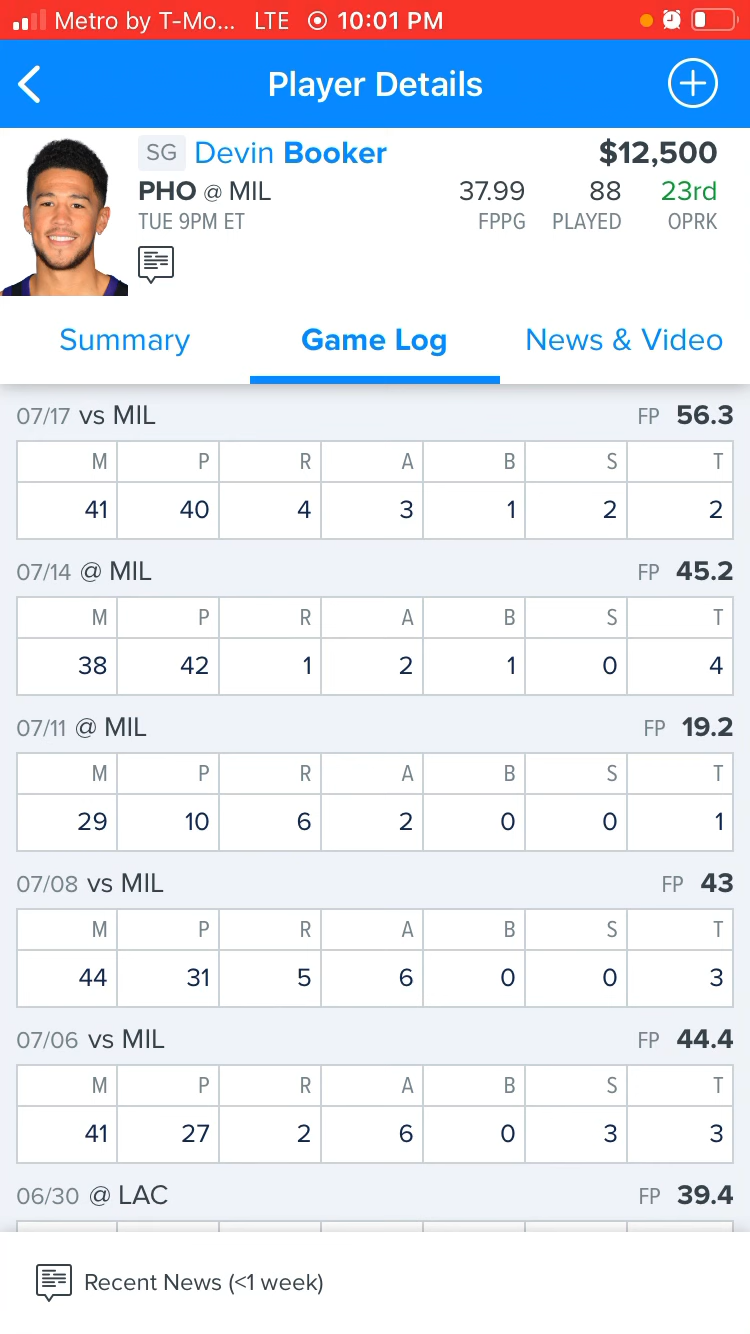 Metro by T-Mo... LTE 10:01 PM
Player Details
SG Devin Booker $12,500
PHO @ MIL 37.99 88 23rd
TUE 9PM ET FPPG PLAYED OPRK
Summary Game Log News & Video
07/17 vs MIL FP 56.3
M P R A B S T
41 40 4 3 1 2 2
07/14 @ MIL FP 45.2
M P R A B S T
38 42 1 2 1 0 4
07/11 @ MIL FP 19.2
M P R A B S T
29 10 6 2 0 0 1
07/08 vs MIL FP 43
M P R A B S T
44 31 5 6 0 0 3
07/06 vs MIL FP 44.4
M P R A B S T
41 27 2 6 0 3 3
06/30 @ LAC FP 39.4
Recent News (<1 week)